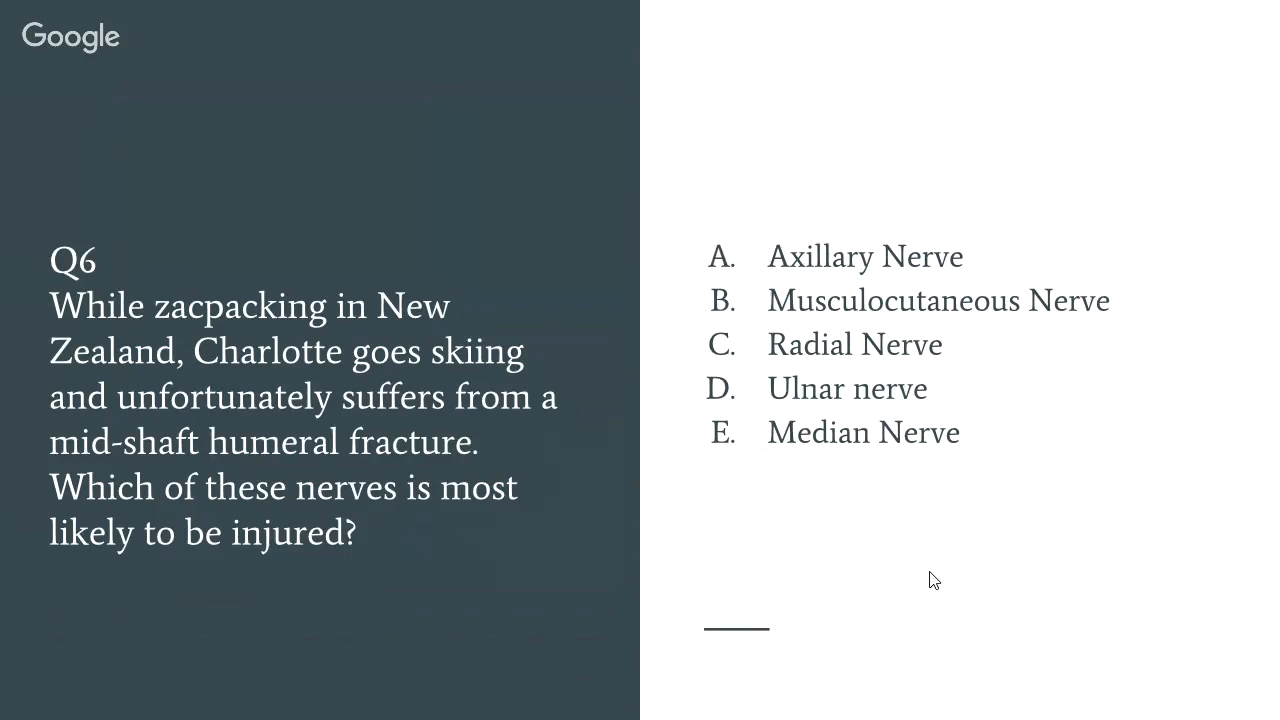 Google
Q6
While zacpacking in New
Zealand, Charlotte goes skiing
and unfortunately suffers from a
mid-shaft humeral fracture.
Which of these nerves is most
likely to be injured?
A. Axillary Nerve
B. Musculocutaneous Nerve
C. Radial Nerve
D. Ulnar nerve
E. Median Nerve